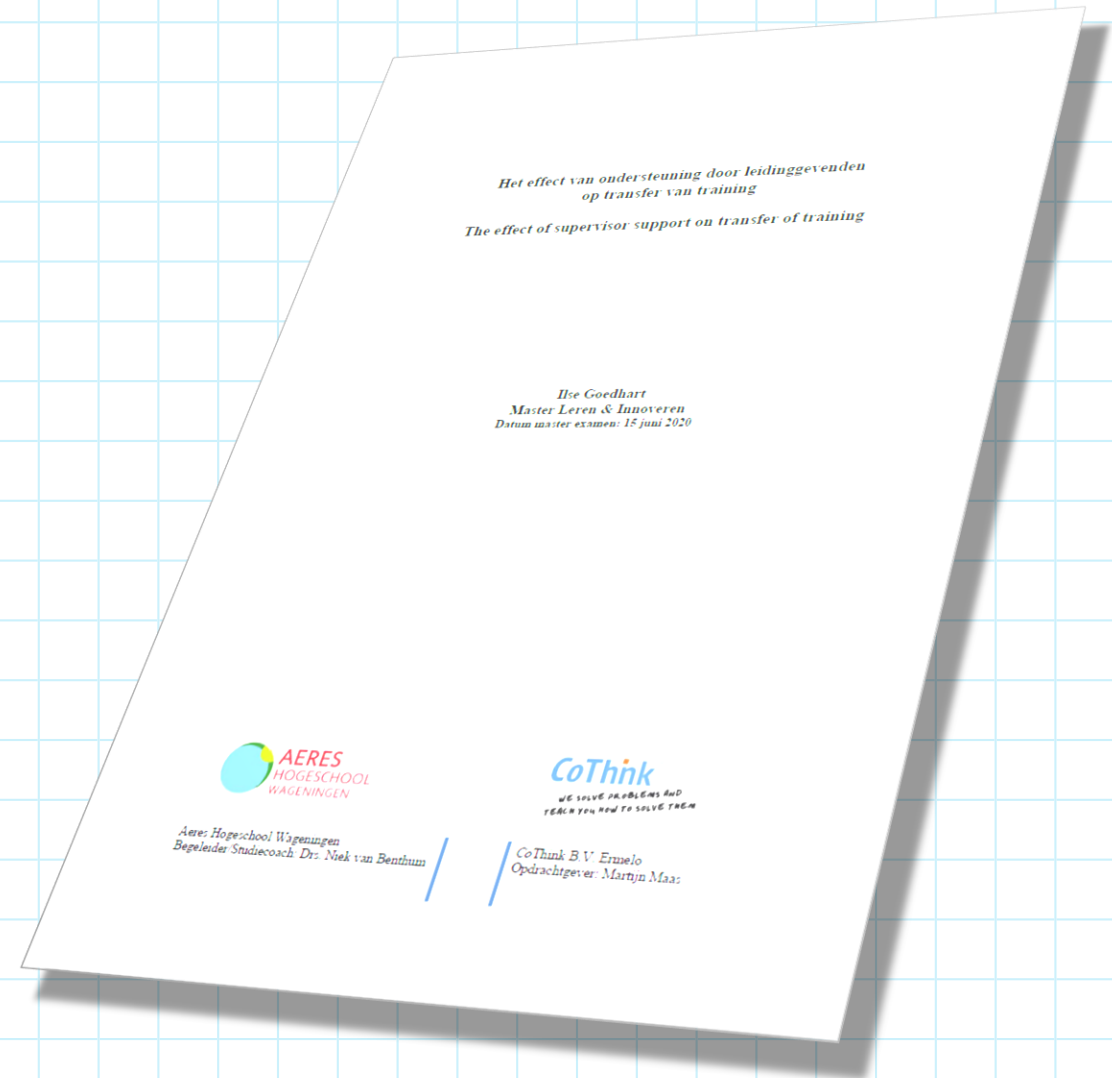 Het effect van ondersteuning door leidinggevenden
op transfer van training
The effect of supervisor support on transfer of training
Ilse Goedhart
Master Leren & Innoveren
Datum master examen: 15 juni 2020
AERES
HOGESCHOOL
WAGENINGEN
Aeres Hogeschool Wageningen
Begeleider/Studiecoach: Drs. Niek van Benthum
CoThink
WE SOLVE PROBLEMS AND
TEACH YOU HOW TO SOLVE THEM
CoThink B.V. Ermelo
Opdrachtgever: Martijn Maas